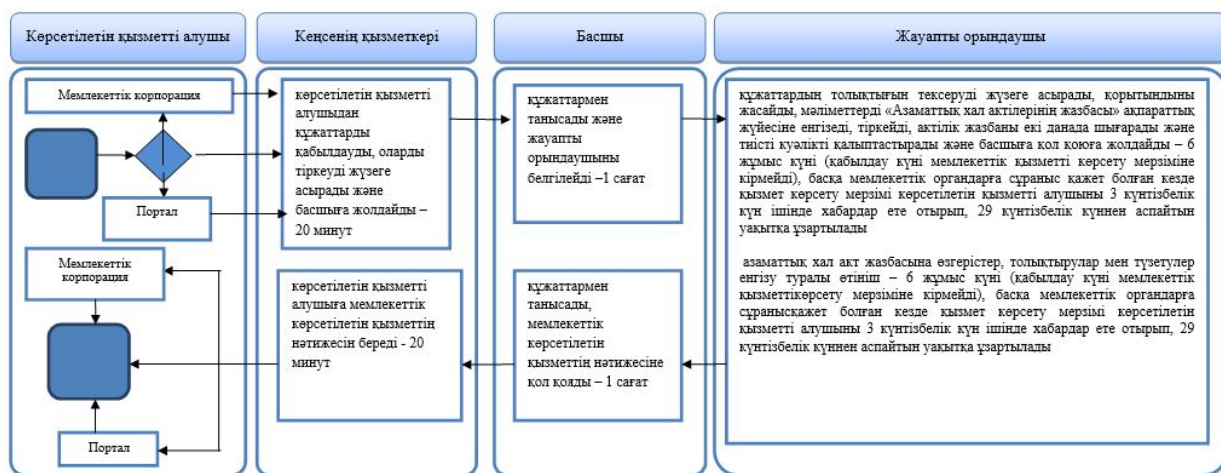 Көрсетілетін қызметті алушы
Кеңсенің қызметкері
Басшы
Жауапты орындаушы
Мемлекеттік корпорация
Портал
көрсетілетін қызметті
алушыдан
құжаттарды
қабылдауды, оларды
тіркеуді жүзеге
асырады және
басшыға жолдайды –
20 минут
құжаттармен
танысады және
жауапты
орындаушыны
белгілейді –1 сағат
құжаттардың толықтығын тексеруді жүзеге асырады, қорытындыны
жасайды, мәліметтерді «Азаматтық хал актілерінің жазбасы» ақпараттық
жүйесіне енгізеді, тіркейді, актілік жазбаны екі данада шығарады және
тиісті куәлікті қалыптастырады және басшыға қол қоюға жолдайды – 6
жұмыс күні (қабылдау күні мемлекеттік қызметті көрсету мерзіміне
кірмейді), басқа мемлекеттік органдарға сұраныс қажет болған кезде
қызмет көрсету мерзімі көрсетілетін қызметті алушыны 3 күнтізбелік
күн ішінде хабардар ете отырып, 29 күнтізбелік күннен аспайтын
уақытқа ұзартылады
азаматтық хал акт жазбасына өзгерістер, толықтырулар мен түзетулер
енгізу туралы өтініш – 6 жұмыс күні (қабылдау күні мемлекеттік
қызметтікөрсету мерзіміне кірмейді), басқа мемлекеттік органдарға
сұранысқажет болған кезде қызмет көрсету мерзімі көрсетілетін
қызметті алушыны 3 күнтізбелік күн ішінде хабардар ете отырып, 29
күнтізбелік күннен аспайтын уақытқа ұзартылады
Мемлекеттік
корпорация
Портал
көрсетілетін қызметті
алушыға мемлекеттік
көрсетілетін қызметтің
нәтижесін береді - 20
минут
құжаттармен
танысады,
мемлекеттік
көрсетілетін
қызметтің нәтижесіне
қол қояды – 1 сағат